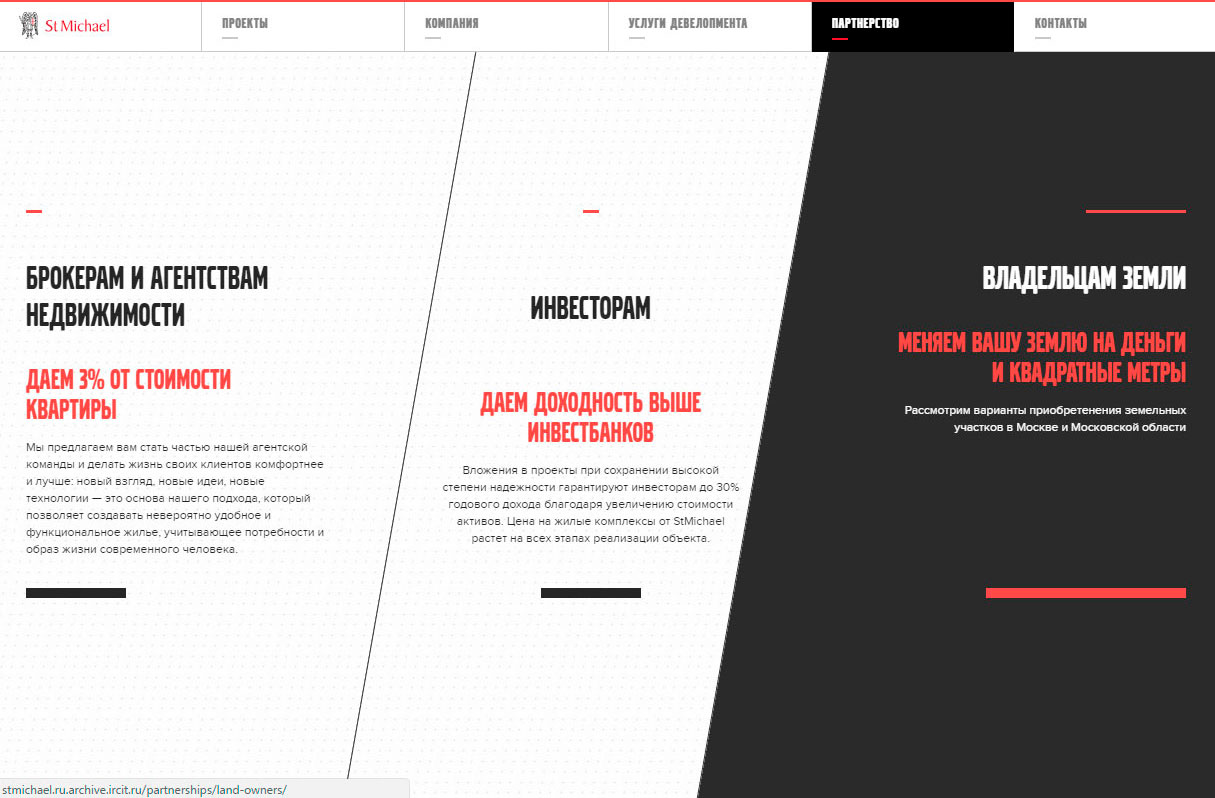 St Michael
ПРОЕКТЫ
КОМПАНИЯ
УСЛУГИ ДЕВЕЛОПМЕНТА
ПАРТНЕРСТВО
КОНТАКТЫ
БРОКЕРАМ И АГЕНТСТВАМ
НЕДВИЖИМОСТИ
ДАЕМ 3% ОТ СТОИМОСТИ
КВАРТИРЫ
Мы предлагаем вам стать частью нашей агентской
команды и делать жизнь своих клиентов комфортнее
и лучше: новый взгляд, новые идеи, новые
технологии — это основа нашего подхода, который
позволяет создавать невероятно удобное и
функциональное жилье, учитывающее потребности и
образ жизни современного человека.
ИНВЕСТОРАМ
ДАЕМ ДОХОДНОСТЬ ВЫШЕ
ИНВЕСТБАНКОВ
Вложения в проекты при сохранении высокой
степени надежности гарантируют инвесторам до 30%
годового дохода благодаря увеличению стоимости
активов. Цена на жилые комплексы от StMichael
растет на всех этапах реализации объекта.
ВЛАДЕЛЬЦАМ ЗЕМЛИ
МЕНЯЕМ ВАШУ ЗЕМЛЮ НА ДЕНЬГИ
И КВАДРАТНЫЕ МЕТРЫ
Рассмотрим варианты приобретенения земельных
участков в Москве и Московской области
stmichael.ru.archive.ircit.ru/partnerships/land-owners/